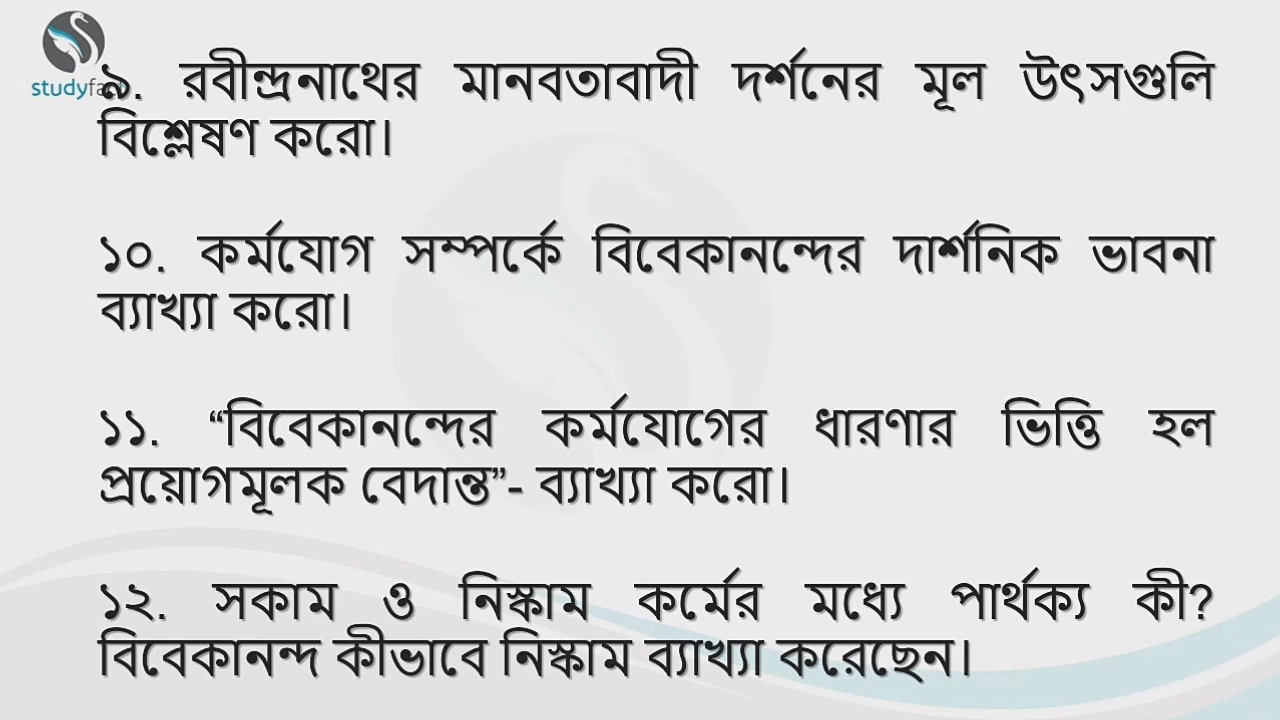 studyfa
৯. রবীন্দ্রনাথের মানবতাবাদী দর্শনের মূল উৎসগুলি
বিশ্লেষণ করো।
১০. কর্মযোগ সম্পর্কে বিবেকানন্দের দার্শনিক ভাবনা
ব্যাখ্যা করো।
১১. “বিবেকানন্দের কর্মযোগের ধারণার ভিত্তি হল
প্রয়োগমূলক বেদান্ত”- ব্যাখ্যা করো।
১২. সকাম ও নিস্কাম কর্মের মধ্যে পার্থক্য কী?
বিবেকানন্দ কীভাবে নিস্কাম ব্যাখ্যা করেছেন।